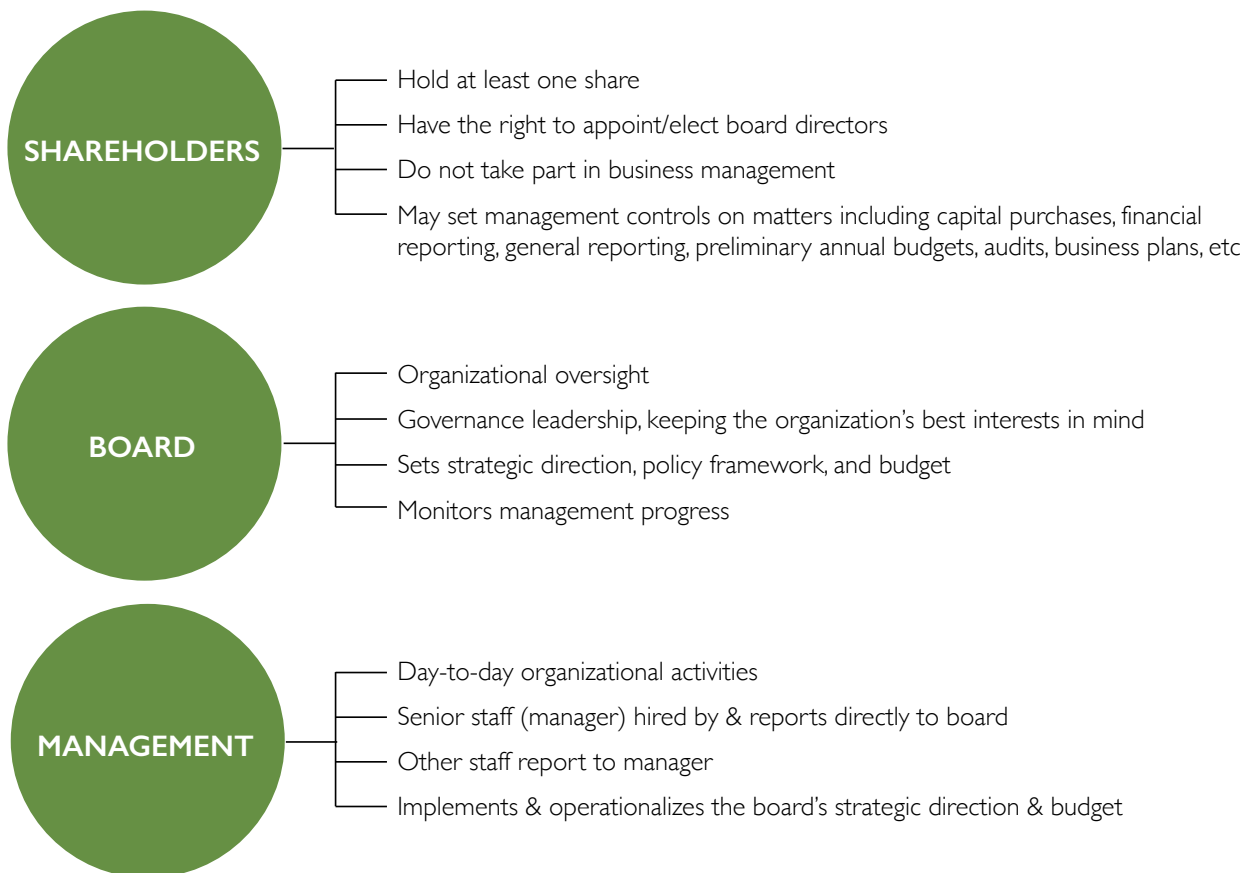 SHAREHOLDERS
Hold at least one share
Have the right to appoint/elect board directors
Do not take part in business management
May set management controls on matters including capital purchases, financial
reporting, general reporting, preliminary annual budgets, audits, business plans, etc
BOARD
Organizational oversight
Governance leadership, keeping the organization’s best interests in mind
Sets strategic direction, policy framework, and budget
Monitors management progress
MANAGEMENT
Day-to-day organizational activities
Senior staff (manager) hired by & reports directly to board
Other staff report to manager
Implements & operationalizes the board’s strategic direction & budget